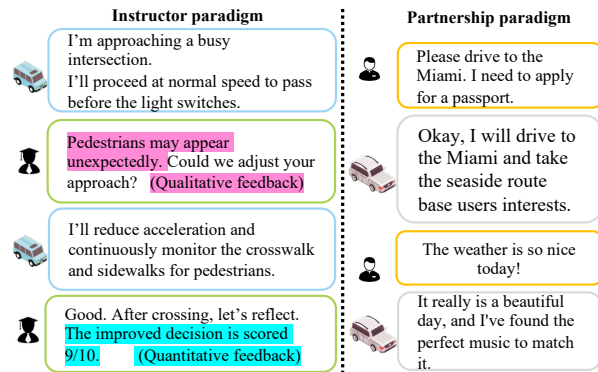 Instructor paradigm
I'm approaching a busy
intersection.
I'll proceed at normal speed to pass
before the light switches.
Pedestrians may appear
unexpectedly. Could we adjust your
approach? (Qualitative feedback)
I'll reduce acceleration and
continuously monitor the crosswalk
and sidewalks for pedestrians.
Good. After crossing, let's reflect.
The improved decision is scored
9/10. (Quantitative feedback)
Partnership paradigm
Please drive to the
Miami. I need to apply
for a passport.
Okay, I will drive to
the Miami and take
the seaside route
base users interests.
The weather is so nice
today!
It really is a beautiful
day, and I've found the
perfect music to match
it.